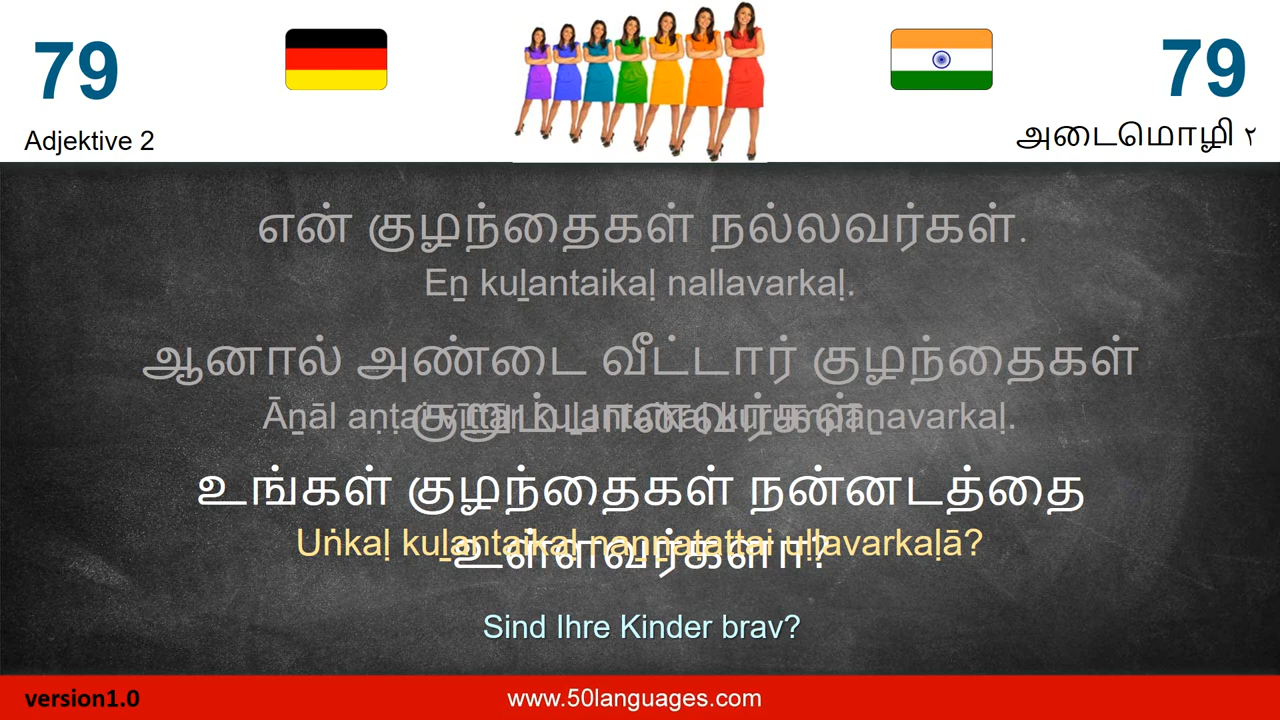 79
79
Adjektive 2
அடைமொழி ٢
என் குழந்தைகள் நல்லவர்கள்.
Eṉ kuḻantaikaḷ nallavarkaḷ.
ஆனால் அண்டை வீட்டார் குழந்தைகள்
குறும்பானவர்கள்.
Āṉāl aṇṭai vīṭṭār kuḻantaikaḷ kuṟumpāṉavarkaḷ.
உங்கள் குழந்தைகள் நன்னடத்தை
உள்ளவர்களா?
Uṅkaḷ kuḻantaikaḷ naṉṉaṭattai uḷḷavarkaḷā?
Sind Ihre Kinder brav?
version1.0
www.50languages.com